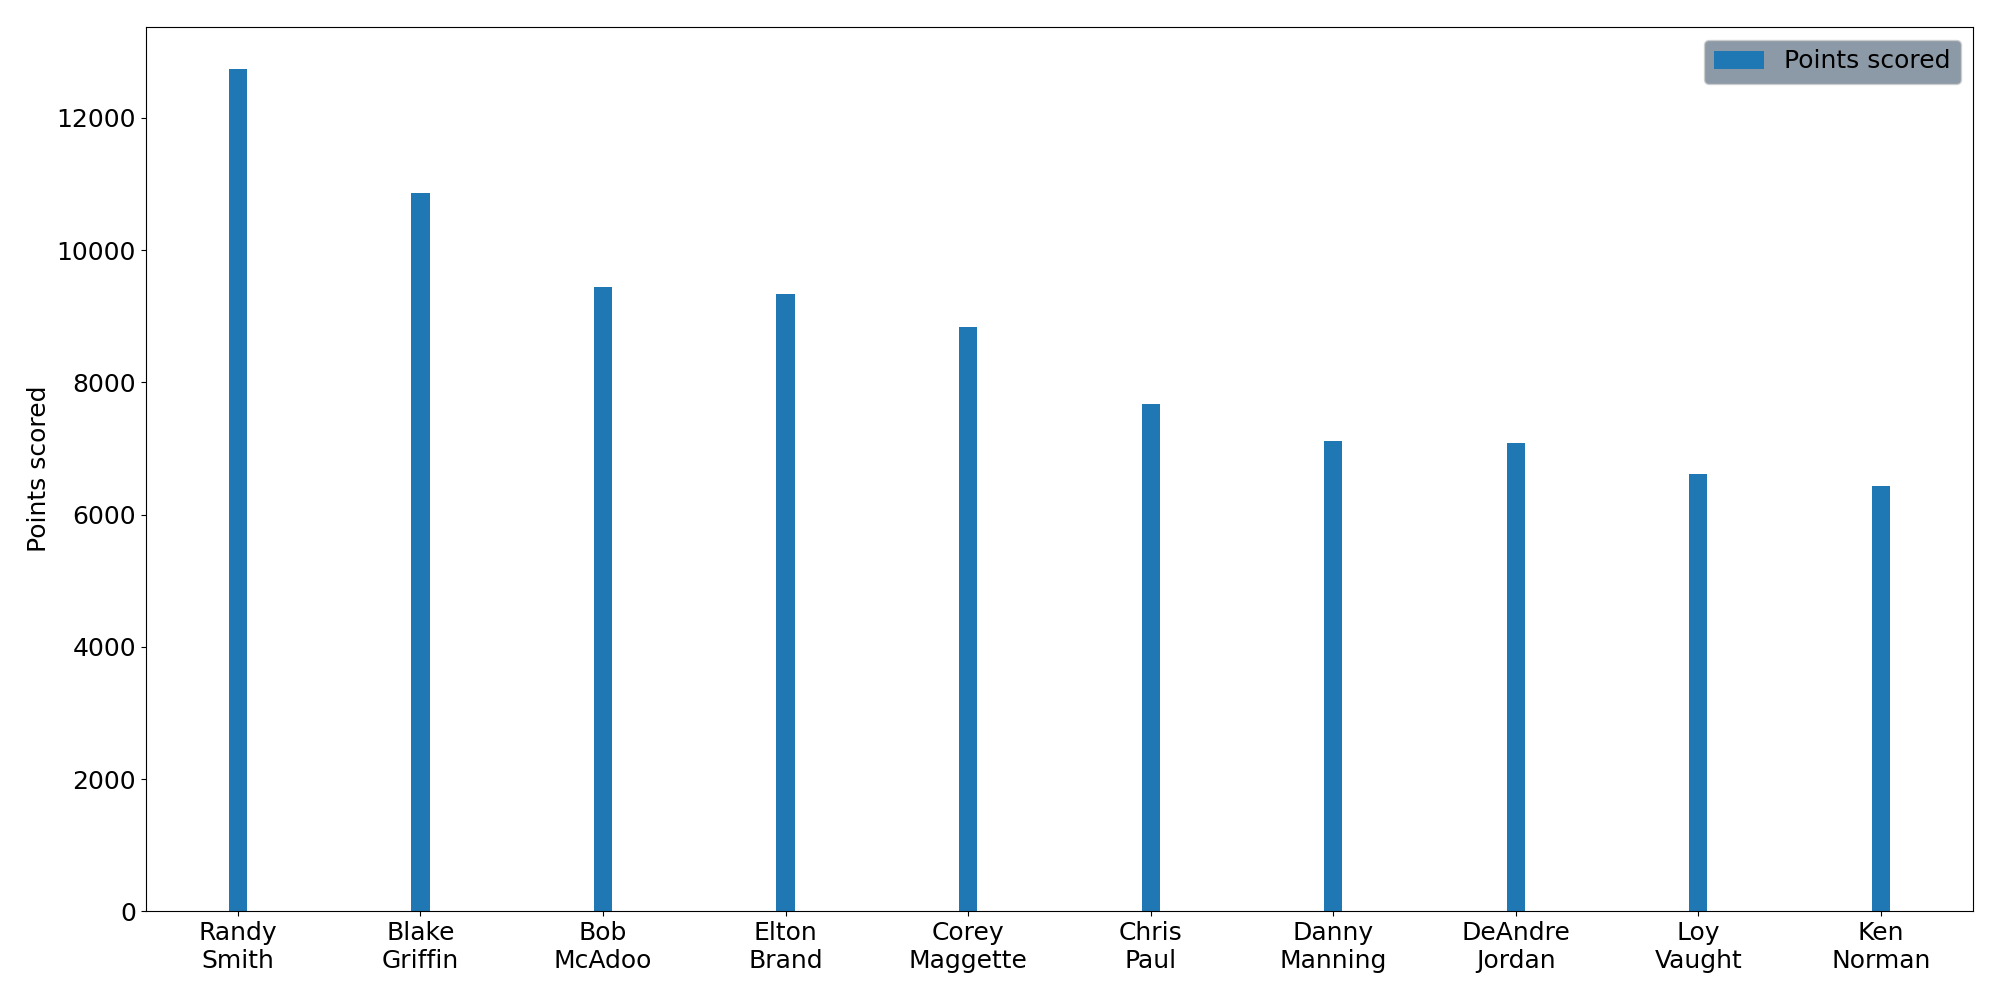 Points scored
12000
10000
8000
6000
4000
2000
0
Points scored
Randy
Smith
Blake
Griffin
Bob
McAdoo
Elton
Brand
Corey
Maggette
Chris
Paul
Danny
Manning
DeAndre
Jordan
Loy
Vaught
Ken
Norman